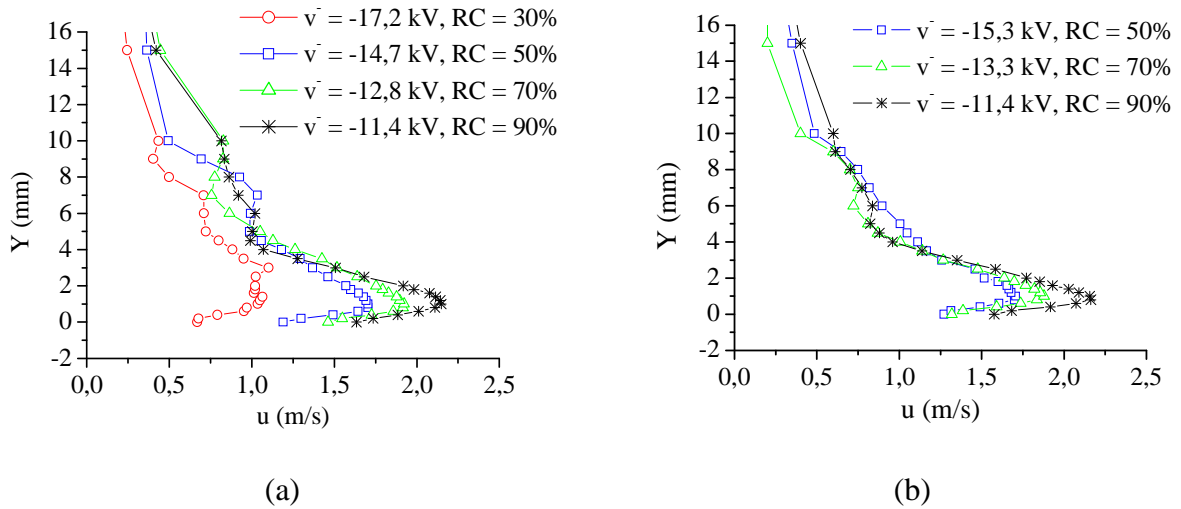 v⁻ = -17,2 kV, RC = 30%
v⁻ = -14,7 kV, RC = 50%
v⁻ = -12,8 kV, RC = 70%
v⁻ = -11,4 kV, RC = 90%
16
14
12
10
8
6
4
2
0
-2
Y (mm)
0,0 0,5 1,0 1,5 2,0 2,5
u (m/s)
(a)
v⁻ = -15,3 kV, RC = 50%
v⁻ = -13,3 kV, RC = 70%
v⁻ = -11,4 kV, RC = 90%
16
14
12
10
8
6
4
2
0
-2
Y (mm)
0,0 0,5 1,0 1,5 2,0 2,5
u (m/s)
(b)